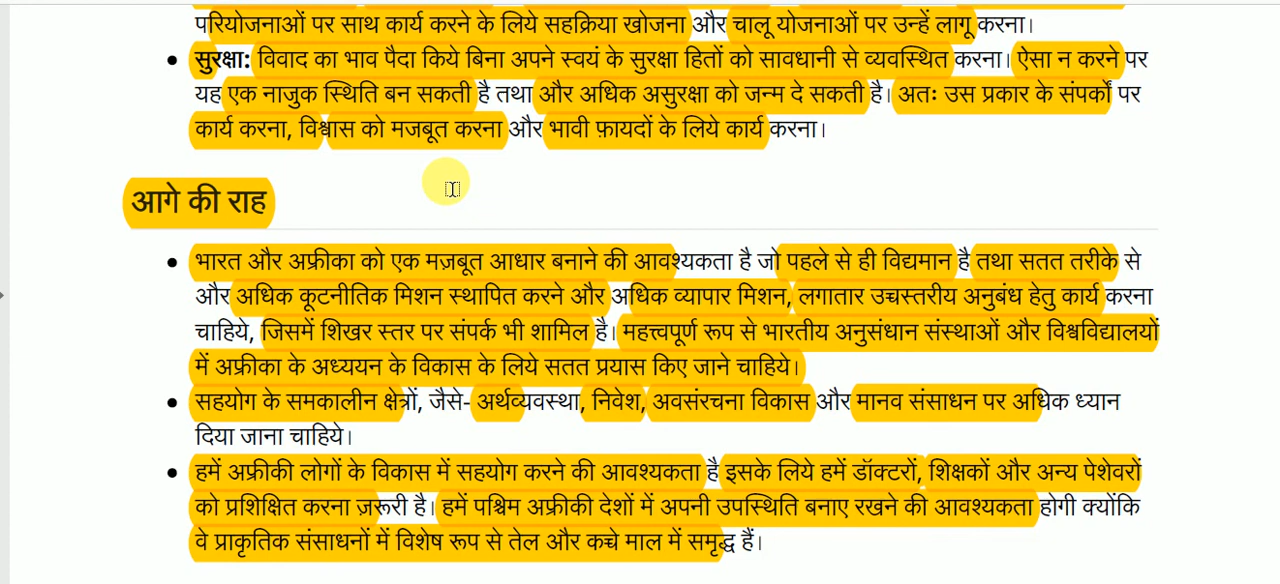 परियोजनाओं पर साथ कार्य करने के लिये सहक्रिया खोजना और चालू योजनाओं पर उन्हें लागू करना।
• सुरक्षा: विवाद का भाव पैदा किये बिना अपने स्वयं के सुरक्षा हितों को सावधानी से व्यवस्थित करना। ऐसा न करने पर
यह एक नाजुक स्थिति बन सकती है तथा और अधिक असुरक्षा को जन्म दे सकती है। अतः उस प्रकार के संपर्कों पर
कार्य करना, विश्वास को मजबूत करना और भावी फ़ायदों के लिये कार्य करना।
आगे की राह
• भारत और अफ्रीका को एक मज़बूत आधार बनाने की आवश्यकता है जो पहले से ही विद्यमान है तथा सतत तरीके से
और अधिक कूटनीतिक मिशन स्थापित करने और अधिक व्यापार मिशन, लगातार उच्चस्तरीय अनुबंध हेतु कार्य करना
चाहिये, जिसमें शिखर स्तर पर संपर्क भी शामिल है। महत्त्वपूर्ण रूप से भारतीय अनुसंधान संस्थाओं और विश्वविद्यालयों
में अफ्रीका के अध्ययन के विकास के लिये सतत प्रयास किए जाने चाहिये।
• सहयोग के समकालीन क्षेत्रों, जैसे- अर्थव्यवस्था, निवेश, अवसंरचना विकास और मानव संसाधन पर अधिक ध्यान
दिया जाना चाहिये।
• हमें अफ्रीकी लोगों के विकास में सहयोग करने की आवश्यकता है इसके लिये हमें डॉक्टरों, शिक्षकों और अन्य पेशेवरों
को प्रशिक्षित करना ज़रूरी है। हमें पश्चिम अफ्रीकी देशों में अपनी उपस्थिति बनाए रखने की आवश्यकता होगी क्योंकि
वे प्राकृतिक संसाधनों में विशेष रूप से तेल और कच्चे माल में समृद्ध हैं।